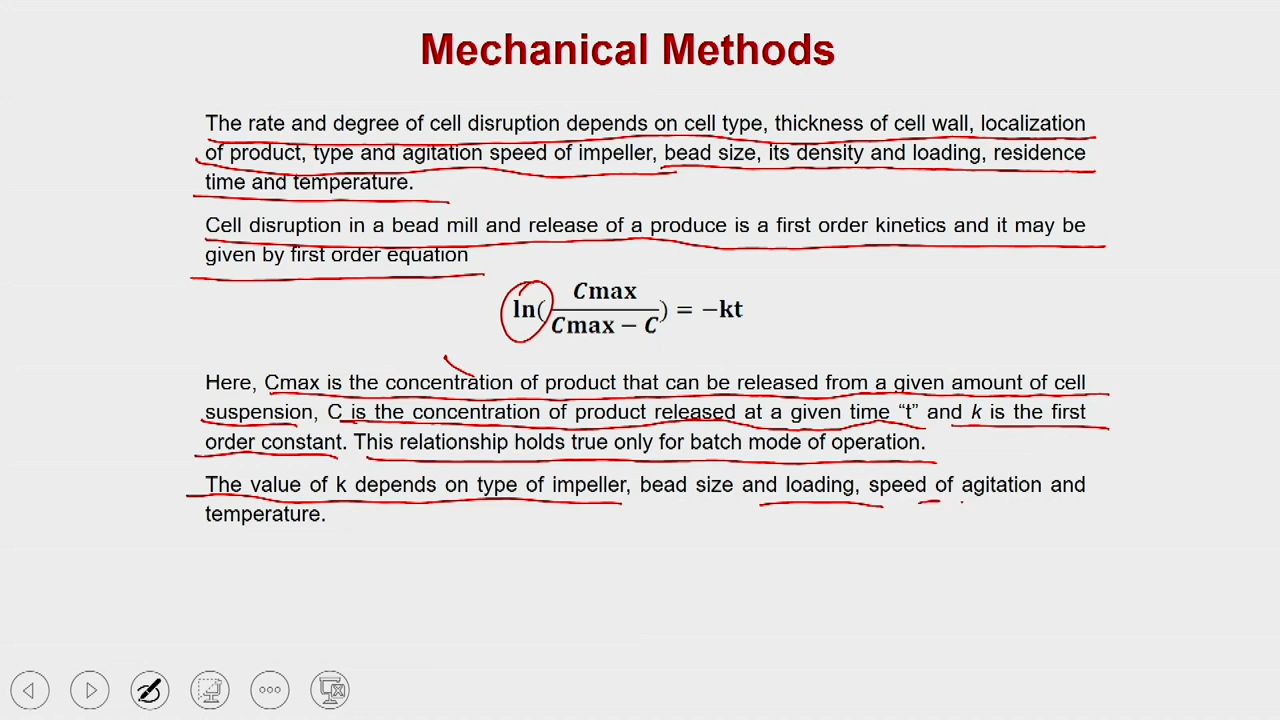 Mechanical Methods
The rate and degree of cell disruption depends on cell type, thickness of cell wall, localization
of product, type and agitation speed of impeller, bead size, its density and loading, residence
time and temperature.
Cell disruption in a bead mill and release of a produce is a first order kinetics and it may be
given by first order equation
ln(Cmax / Cmax − C) = −kt
Here, Cmax is the concentration of product that can be released from a given amount of cell
suspension, C is the concentration of product released at a given time “t” and k is the first
order constant. This relationship holds true only for batch mode of operation.
The value of k depends on type of impeller, bead size and loading, speed of agitation and
temperature.